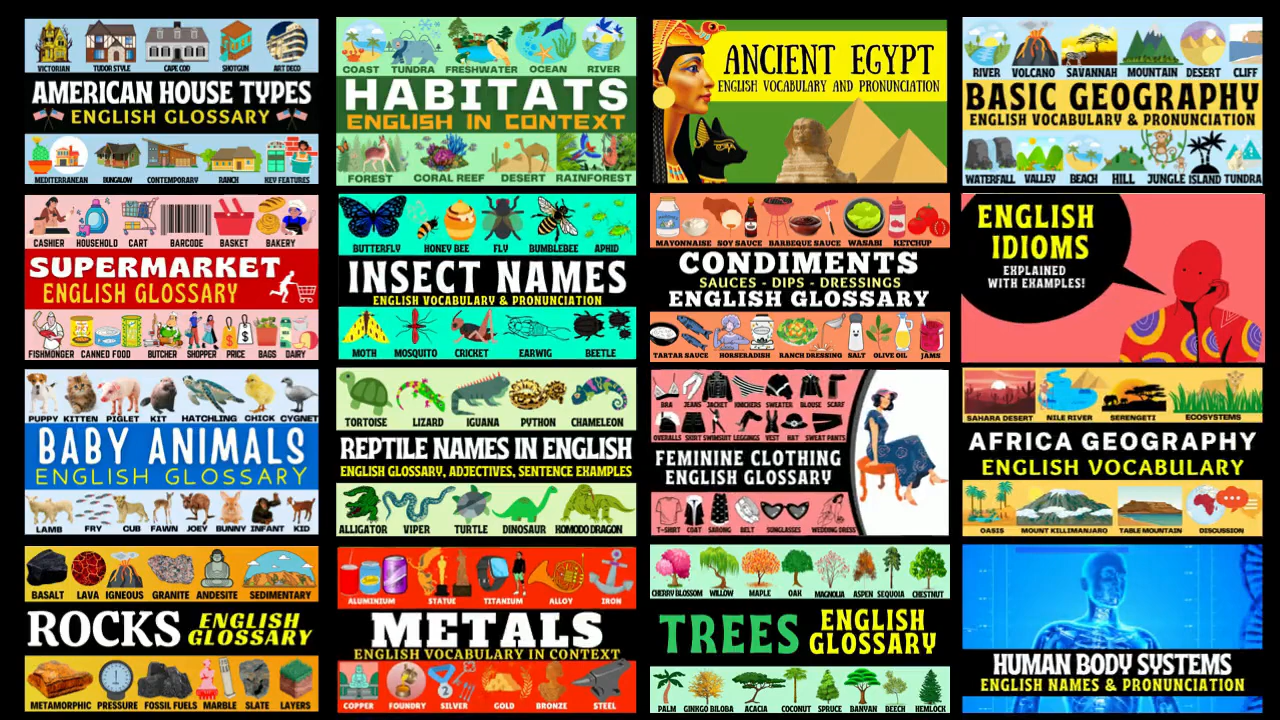 VICTORIAN TUDOR STYLE CAPE COD SHOTGUN ART DECO
AMERICAN HOUSE TYPES
ENGLISH GLOSSARY
MEDITERRANEAN BUNGALOW CONTEMPORARY RANCH KEY FEATURES
COAST TUNDRA FRESHWATER OCEAN RIVER
HABITATS
ENGLISH IN CONTEXT
FOREST CORAL REEF DESERT RAINFOREST
ANCIENT EGYPT
ENGLISH VOCABULARY AND PRONUNCIATION
RIVER VOLCANO SAVANNAH MOUNTAIN DESERT CLIFF
BASIC GEOGRAPHY
ENGLISH VOCABULARY & PRONUNCIATION
WATERFALL VALLEY BEACH HILL JUNGLE ISLAND TUNDRA
CASHIER HOUSEHOLD CART BARCODE BASKET BAKERY
SUPERMARKET
ENGLISH GLOSSARY
FISHMONGER CANNED FOOD BUTCHER SHOPPER PRICE BAGS DAIRY
BUTTERFLY HONEY BEE FLY BUMBLEBEE APHID
INSECT NAMES
ENGLISH VOCABULARY & PRONUNCIATION
MOTH MOSQUITO CRICKET EARWIG BEETLE
MAYONNAISE SOY SAUCE BARBEQUE SAUCE WASABI KETCHUP
CONDIMENTS
SAUCES - DIPS - DRESSINGS
ENGLISH GLOSSARY
TARTAR SAUCE HORSERADISH RANCH DRESSING SALT OLIVE OIL JAMS
ENGLISH
IDIOMS
EXPLAINED
WITH EXAMPLES!
PUPPY KITTEN PIGLET KIT HATCHLING CHICK CYGNET
BABY ANIMALS
ENGLISH GLOSSARY
LAMB FRY CUB FAWN JOEY BUNNY INFANT KID
TORTOISE LIZARD IGUANA PYTHON CHAMELEON
REPTILE NAMES IN ENGLISH
ENGLISH GLOSSARY, ADJECTIVES, SENTENCE EXAMPLES
ALLIGATOR VIPER TURTLE DINOSAUR KOMODO DRAGON
BRA JEANS JACKET KNICKERS SWEATER BLOUSE SCARF
OVERALLS SKIRT SWIMSUIT LEGGINGS VEST HAT SWEAT PANTS
FEMININE CLOTHING
ENGLISH GLOSSARY
T-SHIRT COAT SARONG BELT SUNGLASSES WEDDING DRESS
SAHARA DESERT NILE RIVER SERENGETI ECOSYSTEMS
AFRICA GEOGRAPHY
ENGLISH VOCABULARY
OASIS MOUNT KILIMANJARO TABLE MOUNTAIN DISCUSSION
BASALT LAVA IGNEOUS GRANITE ANDESITE SEDIMENTARY
ROCKS ENGLISH
GLOSSARY
METAMORPHIC PRESSURE FOSSIL FUELS MARBLE SLATE LAYERS
ALUMINIUM STATUE TITANIUM ALLOY IRON
METALS
ENGLISH VOCABULARY IN CONTEXT
2
COPPER FOUNDRY SILVER GOLD BRONZE STEEL
CHERRY BLOSSOM WILLOW MAPLE OAK MAGNOLIA ASPEN SEQUOIA CHESTNUT
TREES ENGLISH
GLOSSARY
PALM GINKGO BILOBA ACACIA COCONUT SPRUCE BANYAN BEECH HEMLOCK
HUMAN BODY SYSTEMS
ENGLISH NAMES & PRONUNCIATION